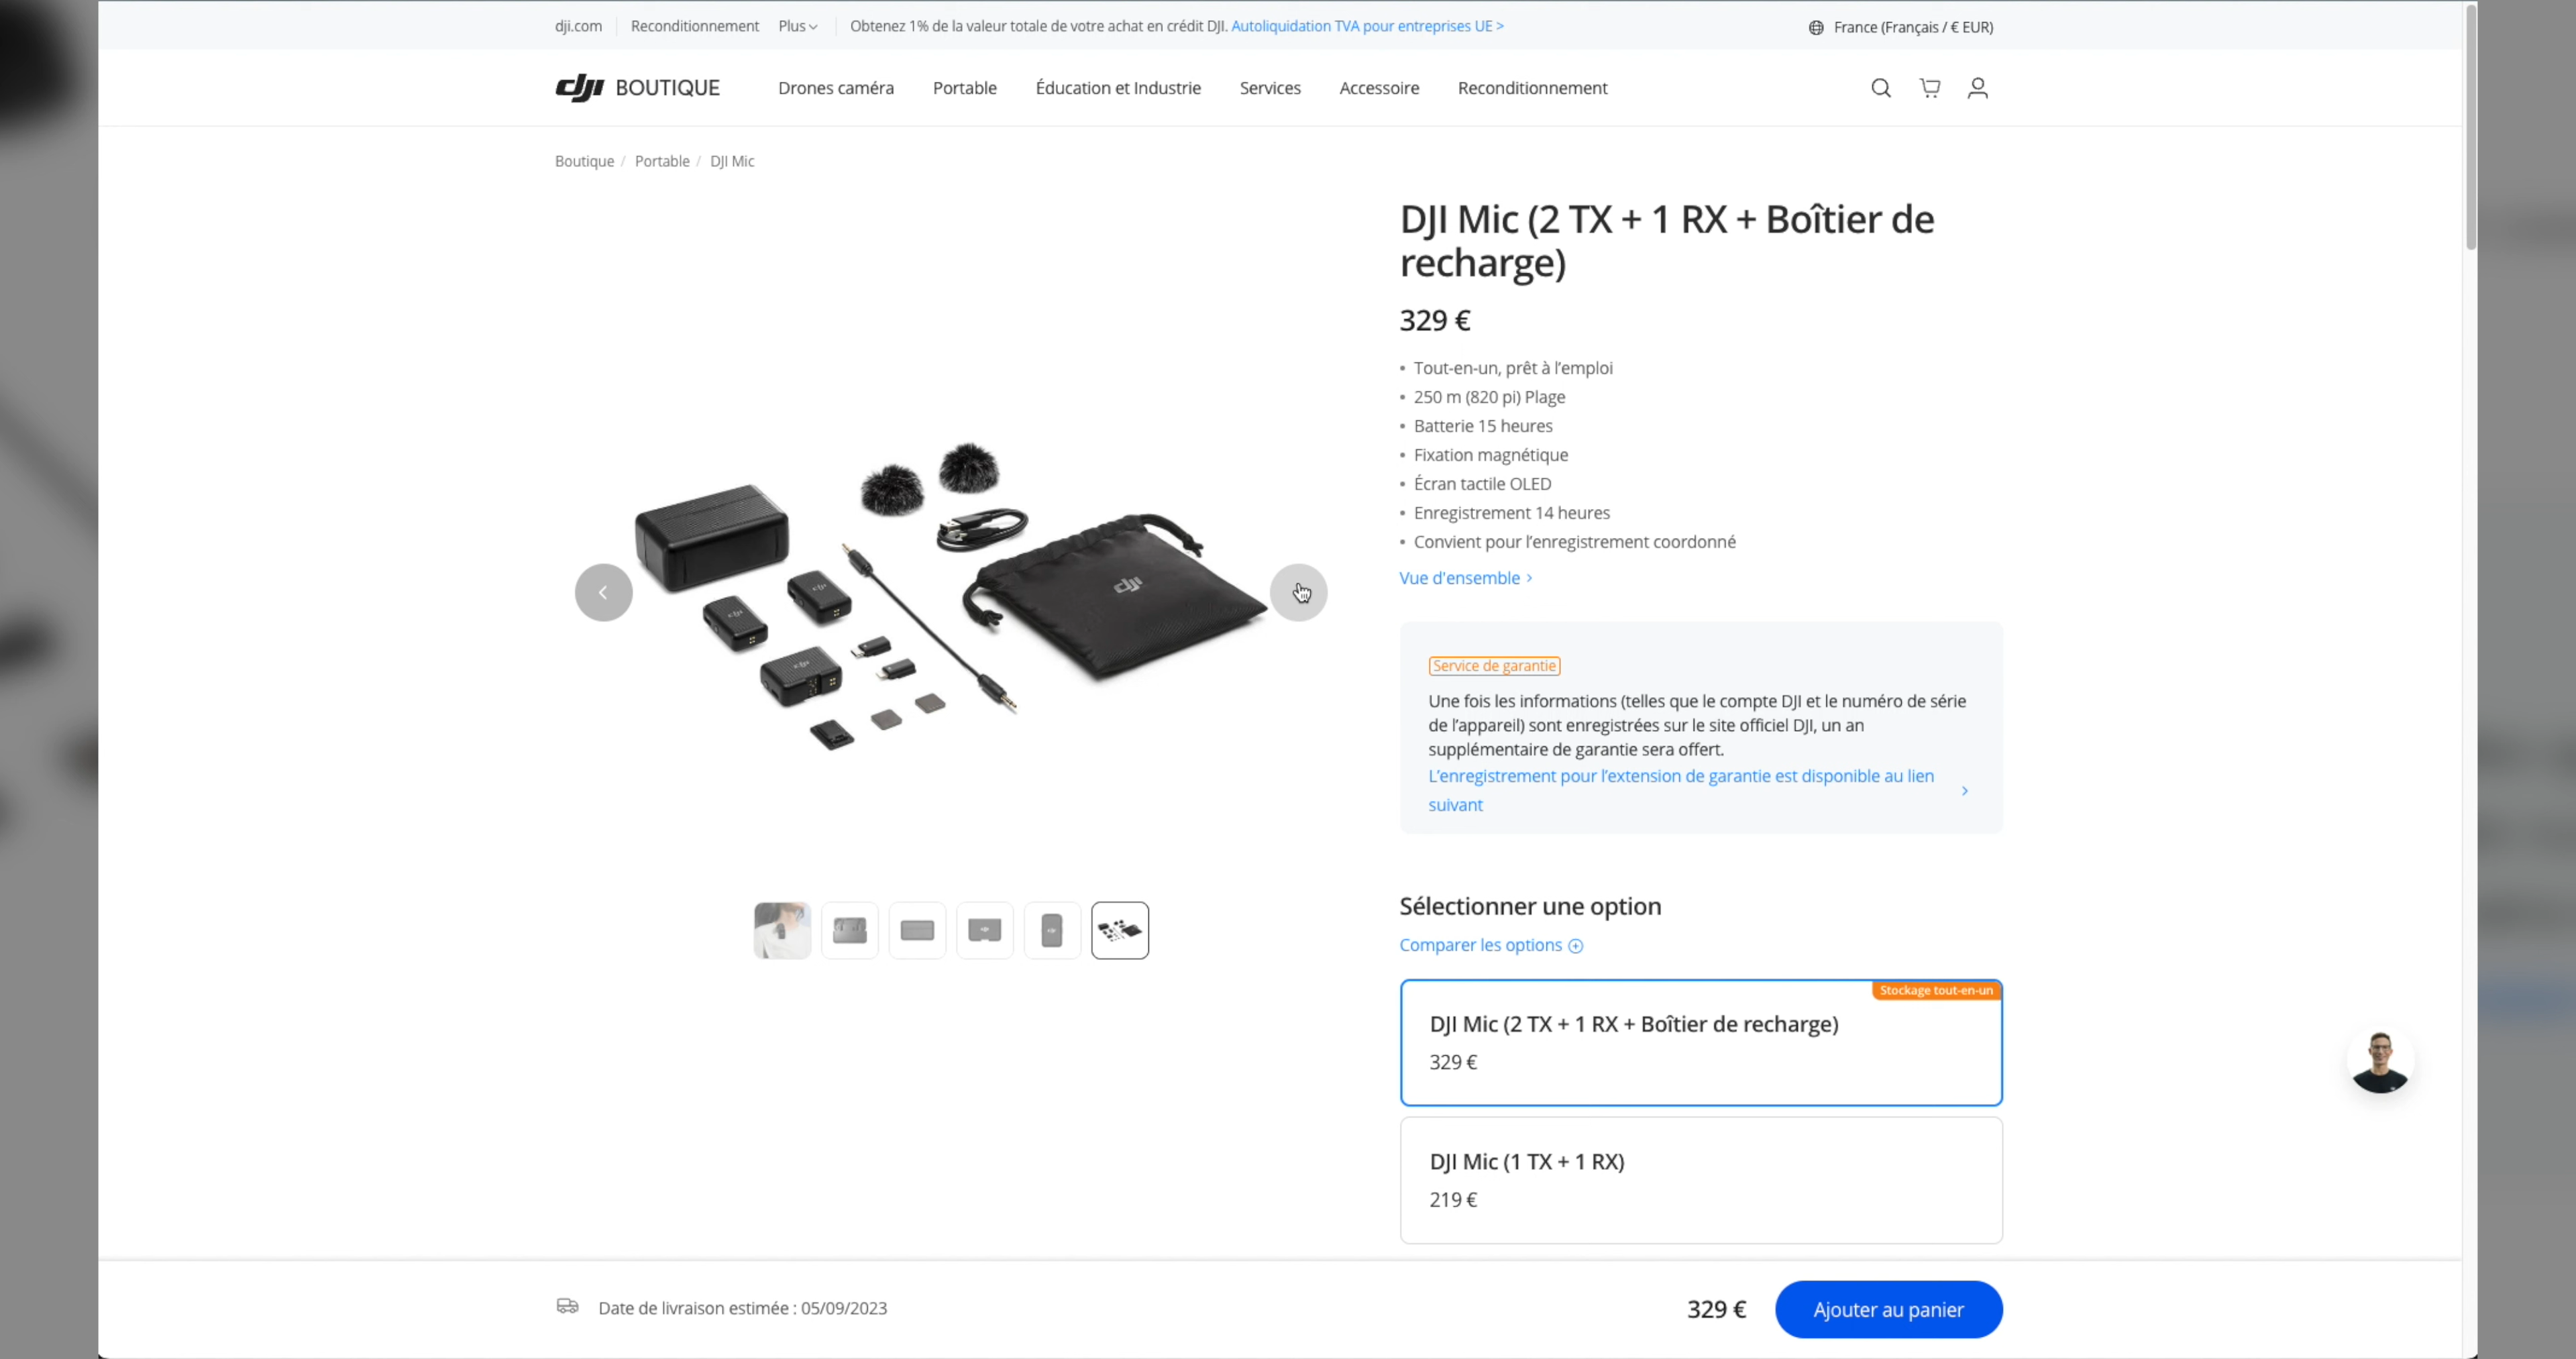 dji.com
Reconditionnement
Plus
Obtenez 1% de la valeur totale de votre achat en crédit DJI. Autoliquidation TVA pour entreprises UE >
France (Français / € EUR)
dji BOUTIQUE
Drones caméra
Portable
Éducation et Industrie
Services
Accessoire
Reconditionnement
Boutique / Portable / DJI Mic
DJI Mic (2 TX + 1 RX + Boîtier de
recharge)
329 €
• Tout-en-un, prêt à l’emploi
• 250 m (820 pi) Plage
• Batterie 15 heures
• Fixation magnétique
• Écran tactile OLED
• Enregistrement 14 heures
• Convient pour l’enregistrement coordonné
Vue d'ensemble >
Service de garantie
Une fois les informations (telles que le compte DJI et le numéro de série
de l’appareil) sont enregistrées sur le site officiel DJI, un an
supplémentaire de garantie sera offert.
L’enregistrement pour l’extension de garantie est disponible au lien
suivant
Sélectionner une option
Comparer les options
Stockage tout-en-un
DJI Mic (2 TX + 1 RX + Boîtier de recharge)
329 €
DJI Mic (1 TX + 1 RX)
219 €
Date de livraison estimée : 05/09/2023
329 €
Ajouter au panier